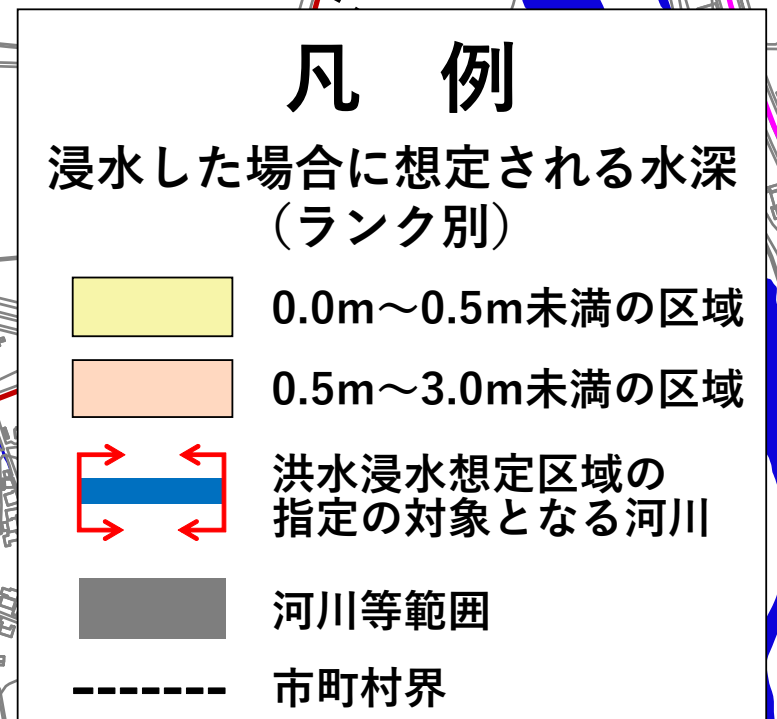 凡　例
浸水した場合に想定される水深
（ランク別）
0.0m～0.5m未満の区域
0.5m～3.0m未満の区域
洪水浸水想定区域の
指定の対象となる河川
河川等範囲
市町村界